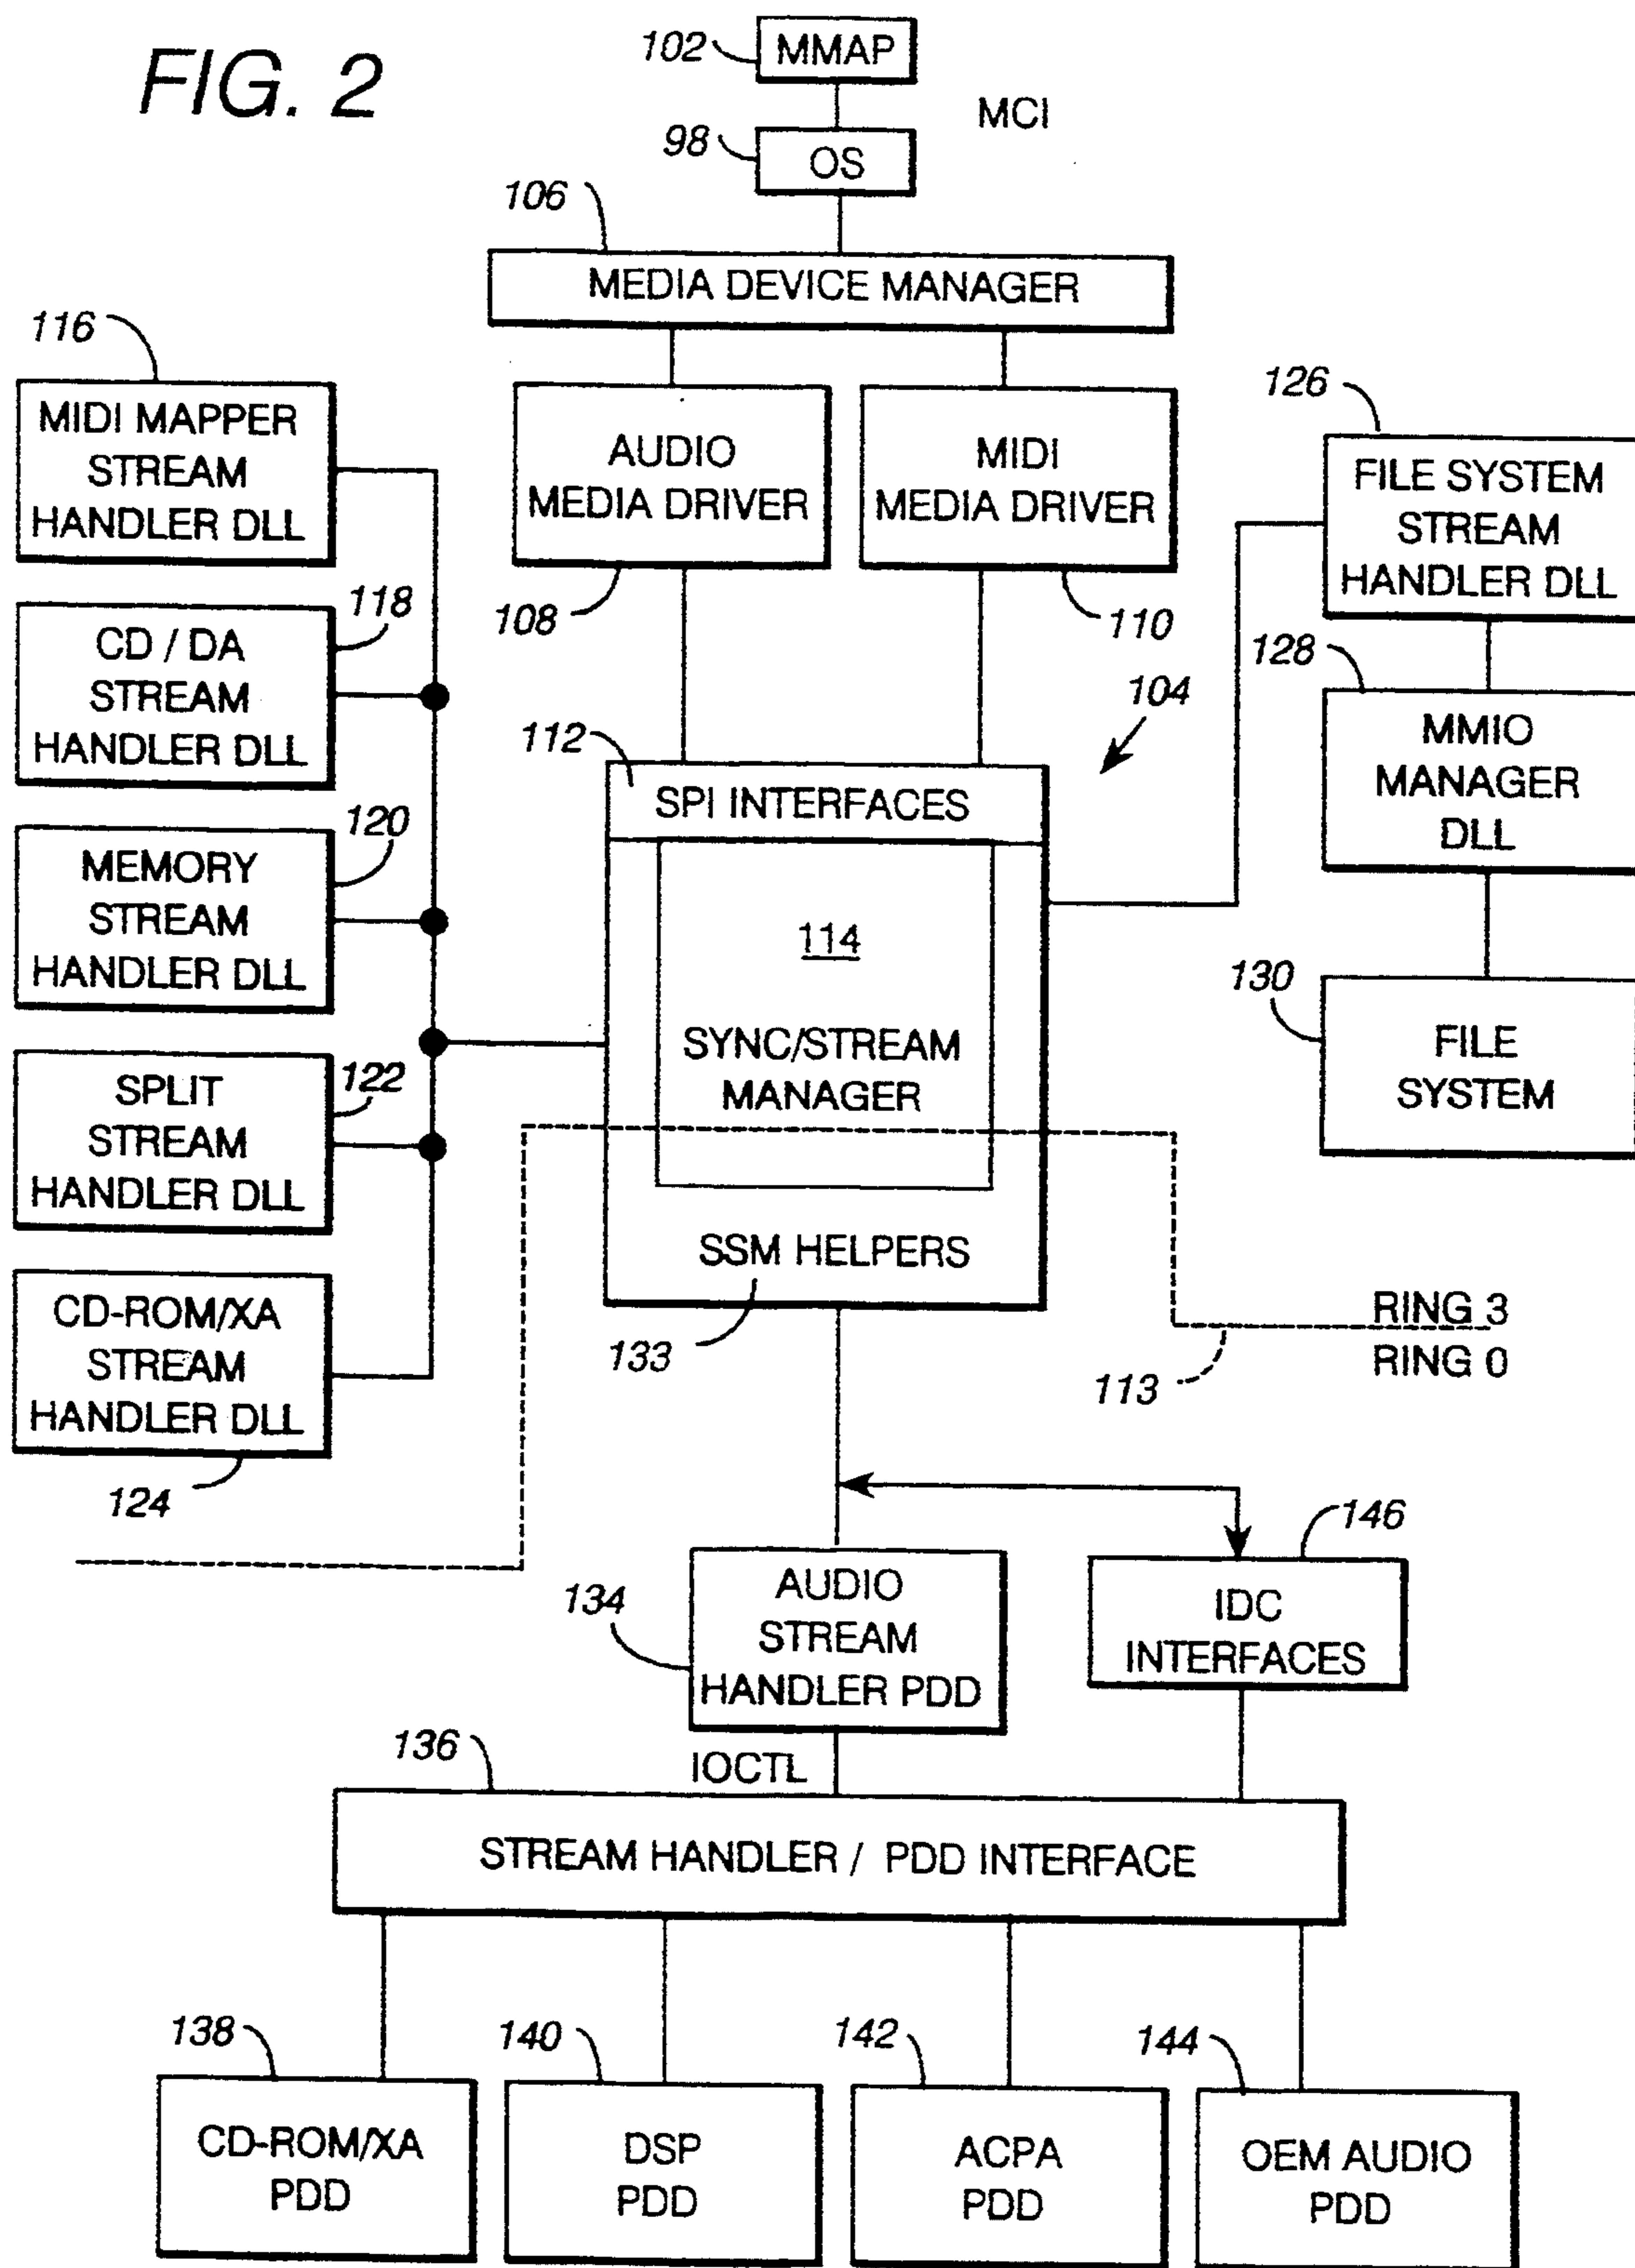 FIG. 2
102
MMAP
MCI
98
OS
106
MEDIA DEVICE MANAGER
116
MIDI MAPPER
STREAM
HANDLER DLL
AUDIO
MEDIA DRIVER
108
MIDI
MEDIA DRIVER
110
126
FILE SYSTEM
STREAM
HANDLER DLL
118
CD / DA
STREAM
HANDLER DLL
128
MMIO
MANAGER
DLL
104
112
SPI INTERFACES
120
MEMORY
STREAM
HANDLER DLL
114
SYNC/STREAM
MANAGER
130
FILE
SYSTEM
122
SPLIT
STREAM
HANDLER DLL
SSM HELPERS
133
RING 3
RING 0
113
CD-ROM/XA
STREAM
HANDLER DLL
124
146
IDC
INTERFACES
134
AUDIO
STREAM
HANDLER PDD
136
IOCTL
STREAM HANDLER / PDD INTERFACE
138
CD-ROM/XA
PDD
140
DSP
PDD
142
ACPA
PDD
144
OEM AUDIO
PDD